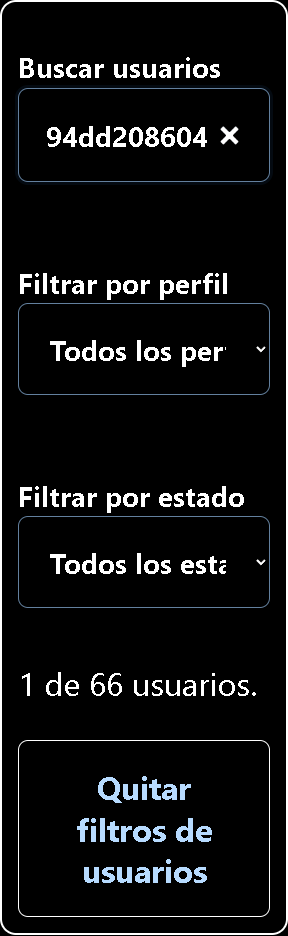 Buscar usuarios
94dd208604 ×
Filtrar por perfil
Todos los per
Filtrar por estado
Todos los esta
1 de 66 usuarios.
Quitar
filtros de
usuarios